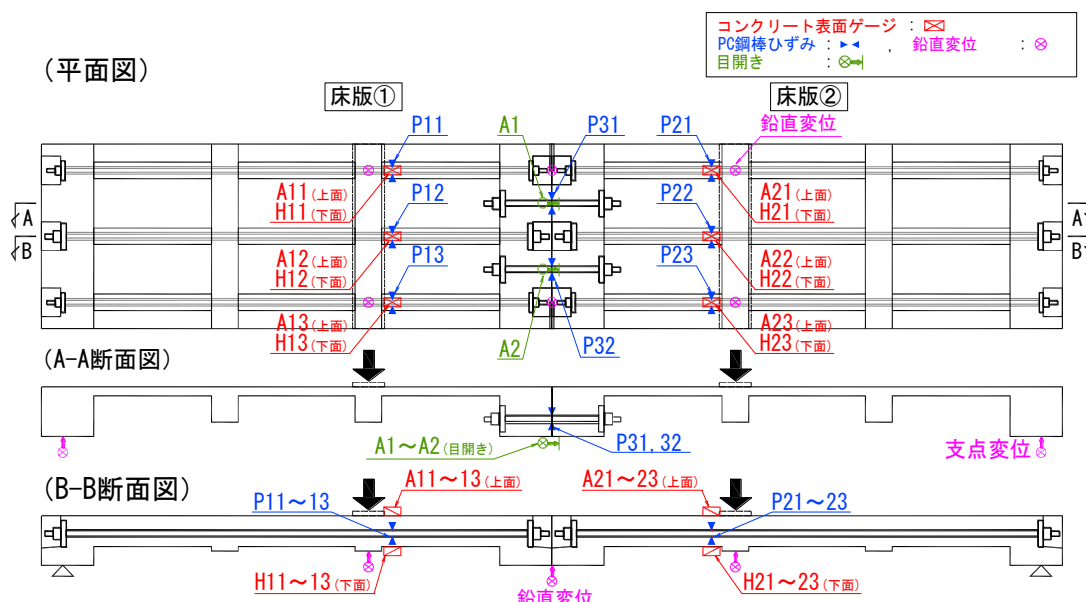 コンクリート表面ゲージ :
PC鋼棒ひずみ : , 鉛直変位 :
目開き :
(平面図)
床版① 床版②
P11 A1 P31 P21 鉛直変位
A11(上面) A21(上面)
H11(下面) P12 P22 H21(下面)
A A
B B
A12(上面) A22(上面)
H12(下面) P13 P23 H22(下面)
A13(上面) A23(上面)
H13(下面) A2 P32 H23(下面)
(A-A断面図)
A1～A2(目開き) P31,32 支点変位
(B-B断面図)
A11～13(上面) A21～23(上面)
P11～13 P21～23
H11～13(下面) H21～23(下面)
鉛直変位